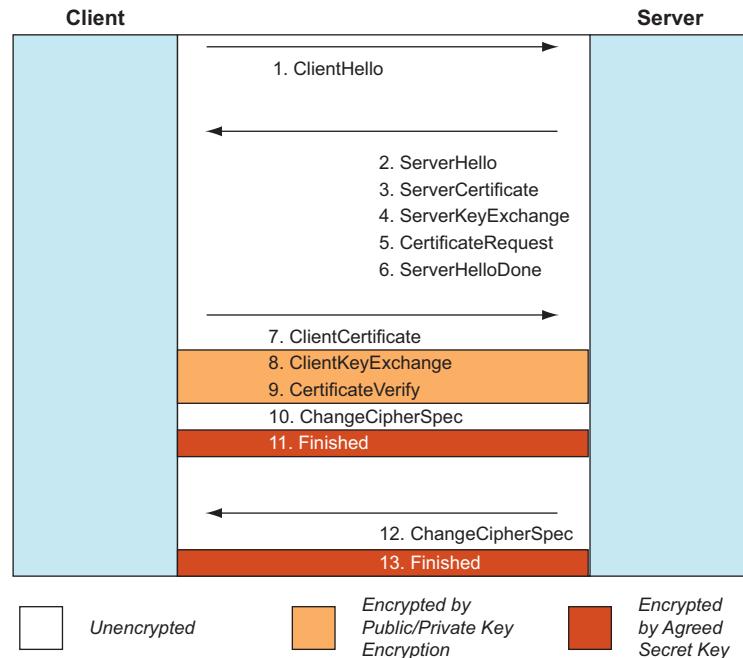 Client
Server
1. ClientHello
2. ServerHello
3. ServerCertificate
4. ServerKeyExchange
5. CertificateRequest
6. ServerHelloDone
7. ClientCertificate
8. ClientKeyExchange
9. CertificateVerify
10. ChangeCipherSpec
11. Finished
12. ChangeCipherSpec
13. Finished
Unencrypted
Encrypted by
Public/Private Key
Encryption
Encrypted
by Agreed
Secret Key